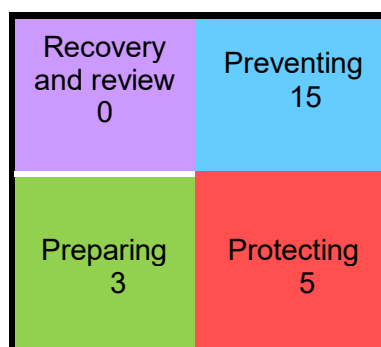 Recovery
and review
0
Preventing
15
Preparing
3
Protecting
5